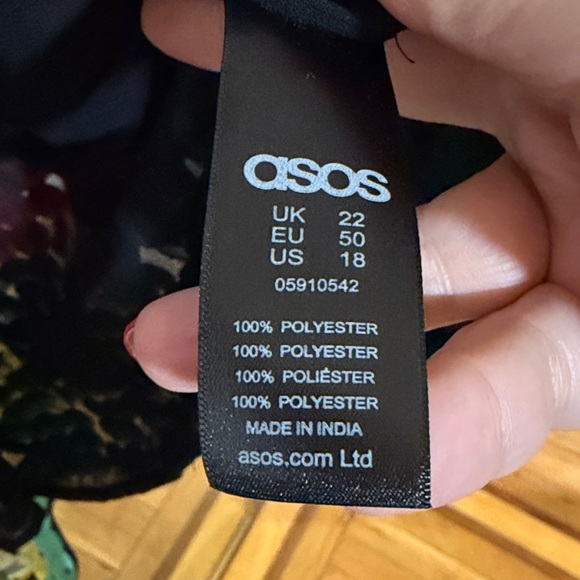 asos
UK 22
EU 50
US 18
05910542
100% POLYESTER
100% POLYESTER
100% POLIÉSTER
100% POLYESTER
MADE IN INDIA
asos.com Ltd